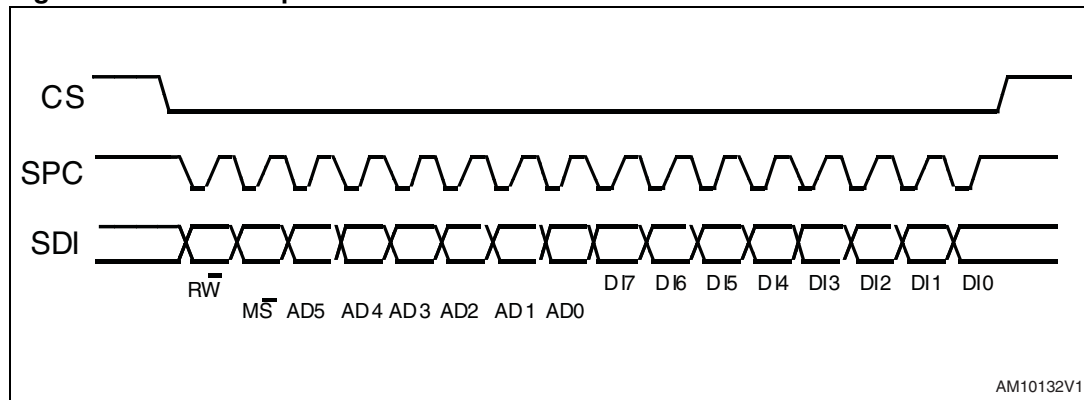 CS
SPC
SDI
RW̅ DI7 DI6 DI5 DI4 DI3 DI2 DI1 DI0
MS̅ AD5 AD4 AD3 AD2 AD1 AD0
AM10132V1